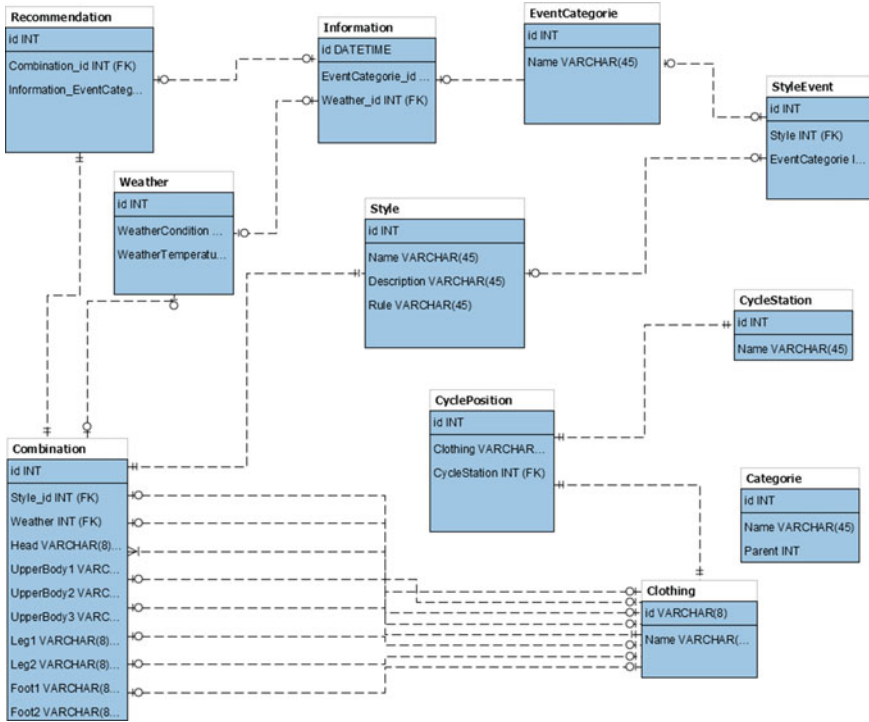 Recommendation
id INT
Combination_id INT (FK)
Information_EventCateg...
Information
id DATETIME
EventCategorie_id ...
Weather_id INT (FK)
EventCategorie
id INT
Name VARCHAR(45)
StyleEvent
id INT
Style INT (FK)
EventCategorie I...
Weather
id INT
WeatherCondition ...
WeatherTemperatu...
Style
id INT
Name VARCHAR(45)
Description VARCHAR(45)
Rule VARCHAR(45)
CycleStation
id INT
Name VARCHAR(45)
CyclePosition
id INT
Clothing VARCHAR...
CycleStation INT (FK)
Combination
id INT
Style_id INT (FK)
Weather INT (FK)
Head VARCHAR(8)...
UpperBody1 VARC...
UpperBody2 VARC...
UpperBody3 VARC...
Leg1 VARCHAR(8)...
Leg2 VARCHAR(8)...
Foot1 VARCHAR(8...
Foot2 VARCHAR(8...
Categorie
id INT
Name VARCHAR(45)
Parent INT
Clothing
id VARCHAR(8)
Name VARCHAR(...